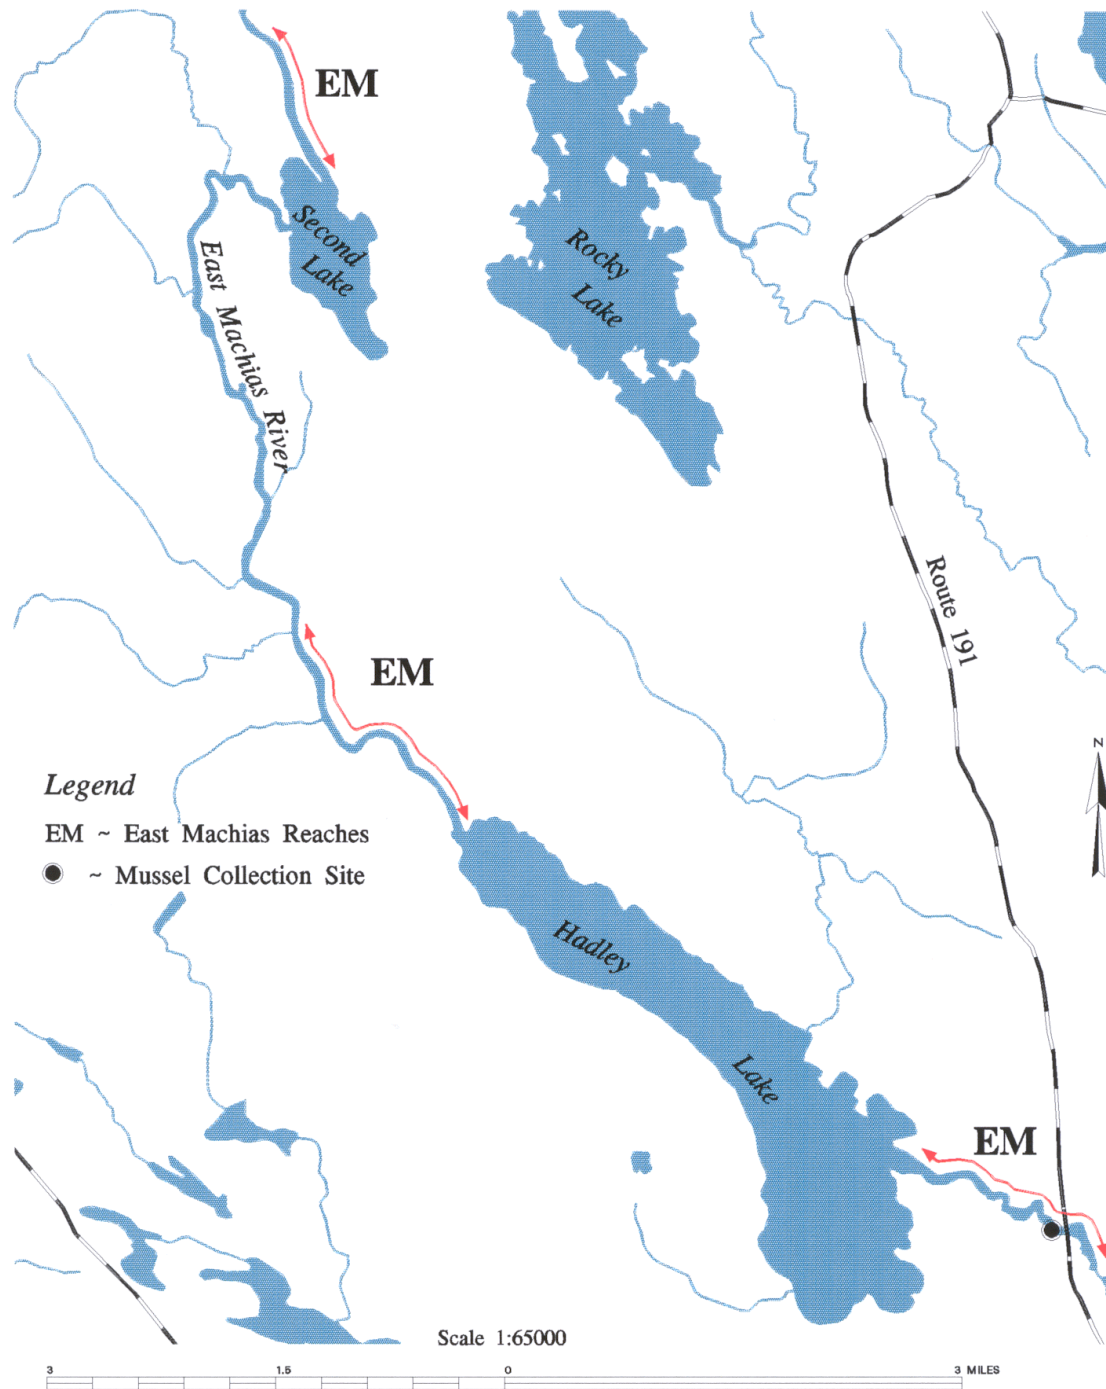 EM
Second
Lake
Rocky
Lake
East Machias River
Route 191
EM
N
Legend
EM ~ East Machias Reaches
~ Mussel Collection Site
Hadley
Lake
EM
Scale 1:65000
3 1.5 0 3 MILES